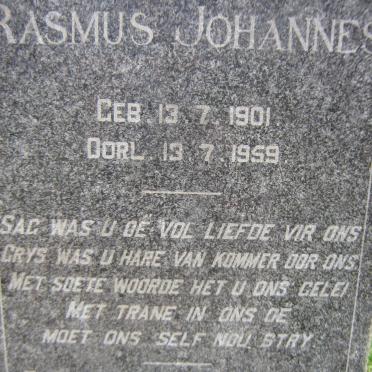 RASMUS JOHANNES
GEB. 13. 7. 1901
OORL. 13. 7. 1959
SAG WAS U OË VOL LIEFDE VIR ONS
GRYS WAS U HARE VAN KOMMER OOR ONS
MET SOETE WOORDE HET U ONS GELEI
MET TRANE IN ONS OË
MOET ONS SELF NOU STRY